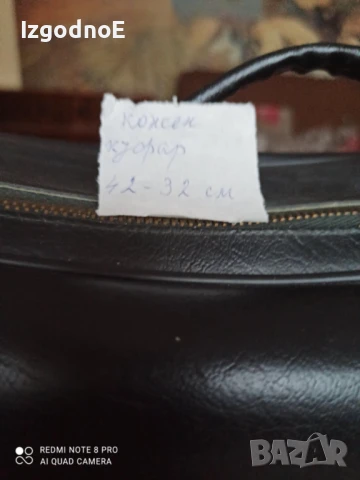 IzgodnoE
кожен
куфар
42-32 см
REDMI NOTE 8 PRO
AI QUAD CAMERA
BAZAR